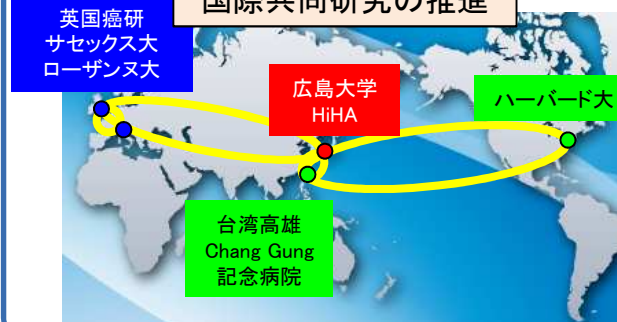 国際共同研究の推進
英国癌研
サセックス大
ローザンヌ大
広島大学
HiHA
ハーバード大
台湾高雄
Chang Gung
記念病院